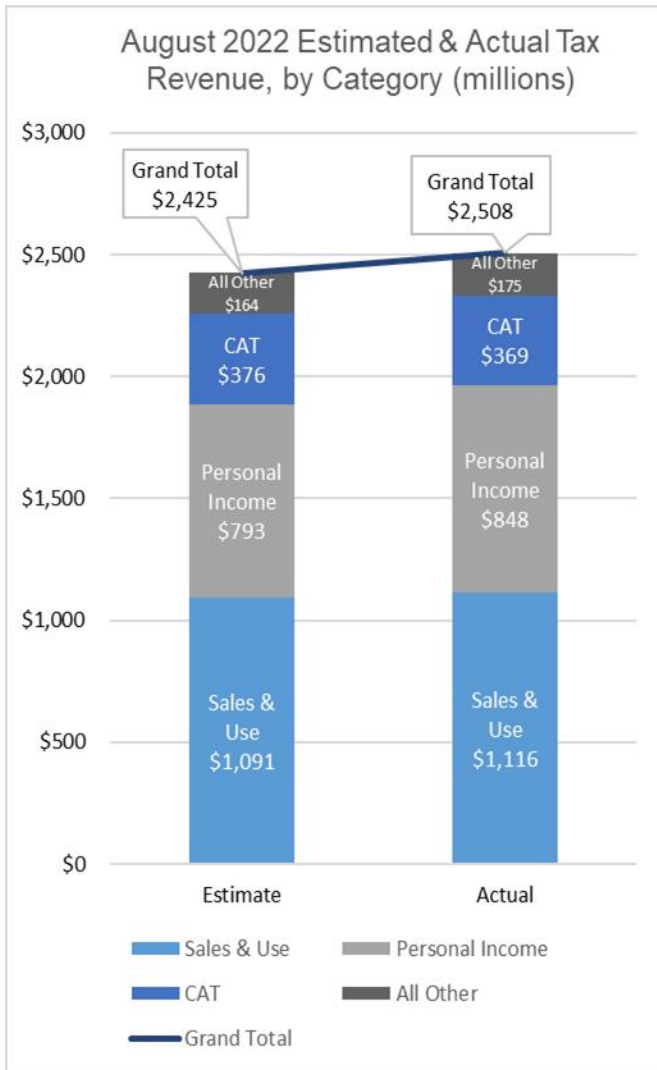 August 2022 Estimated & Actual Tax
Revenue, by Category (millions)
$3,000
Grand Total
$2,425
Grand Total
$2,508
$2,500
All Other
$164
All Other
$175
CAT
$376
CAT
$369
$2,000
Personal
Income
$793
Personal
Income
$848
$1,500
$1,000
Sales &
Use
$1,091
Sales &
Use
$1,116
$500
$0
Estimate
Actual
Sales & Use
Personal Income
CAT
All Other
Grand Total